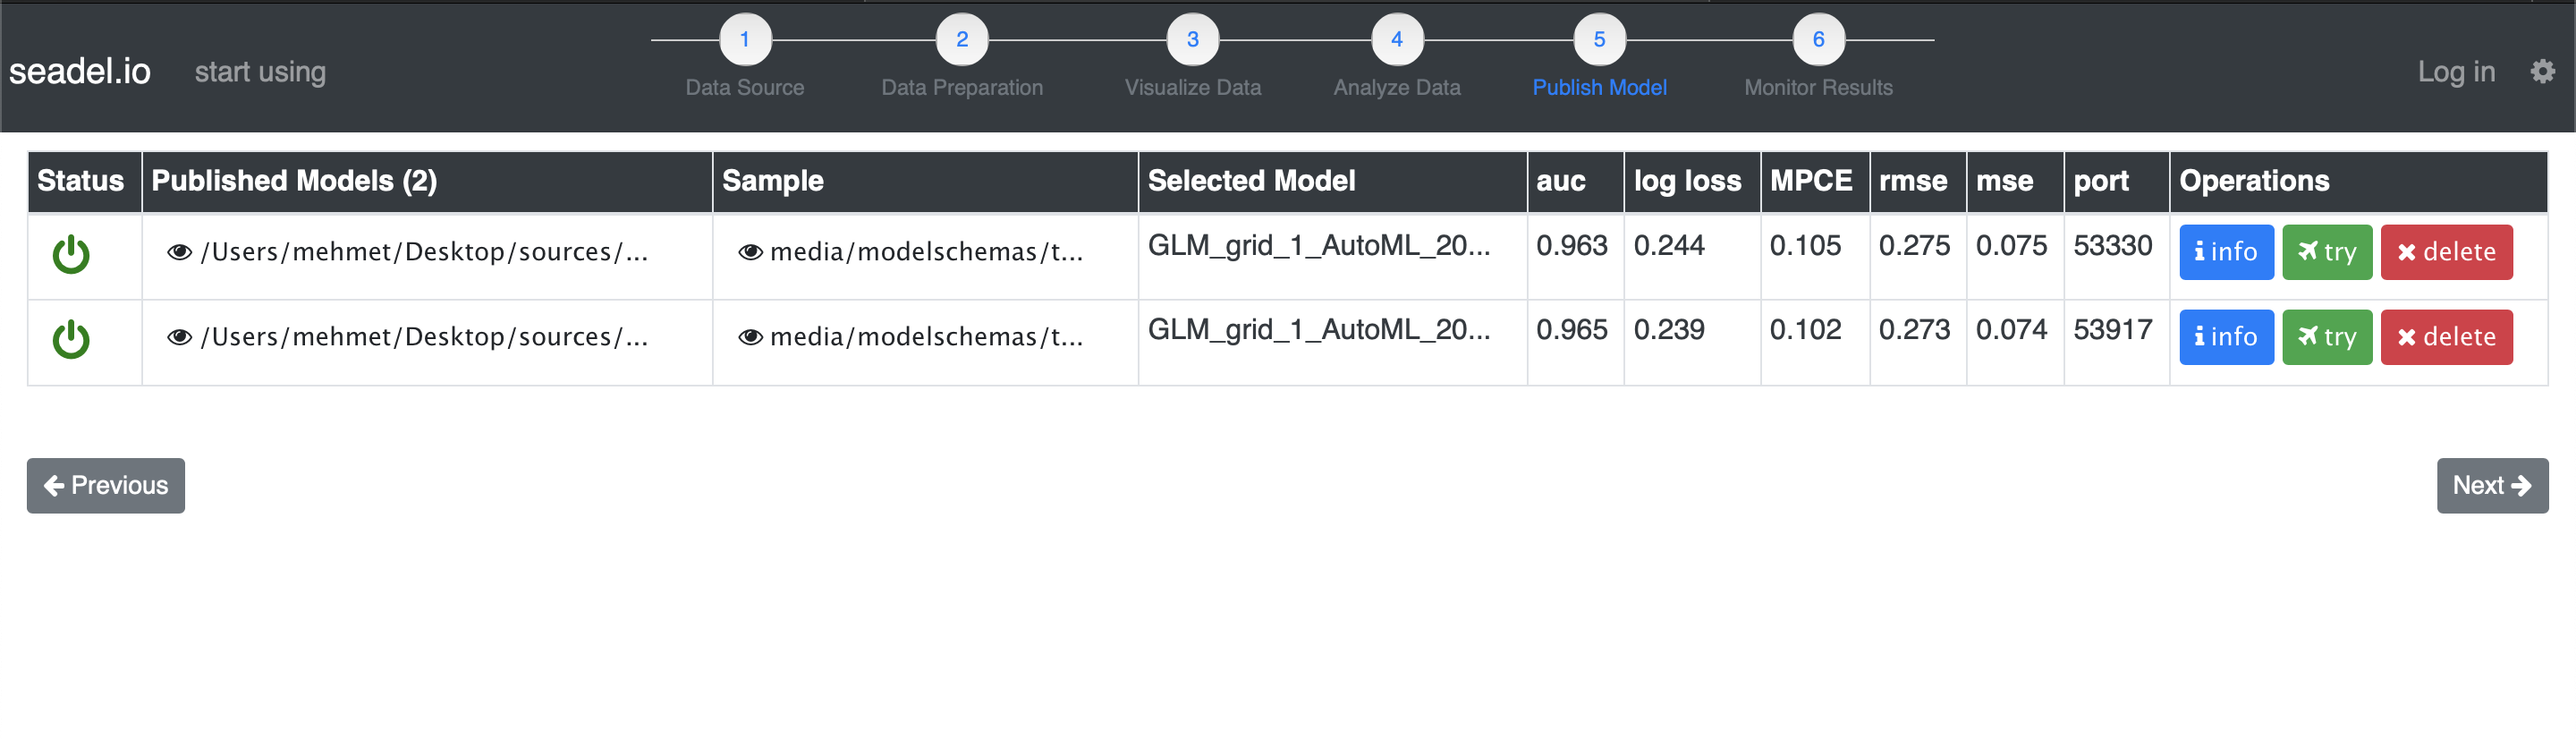 seadel.io start using 1 2 3 4 5 6 Log in
Data Source Data Preparation Visualize Data Analyze Data Publish Model Monitor Results
Status Published Models (2) Sample Selected Model auc log loss MPCE rmse mse port Operations
/Users/mehmet/Desktop/sources/... media/modelschemas/t... GLM_grid_1_AutoML_20... 0.963 0.244 0.105 0.275 0.075 53330 info try delete
/Users/mehmet/Desktop/sources/... media/modelschemas/t... GLM_grid_1_AutoML_20... 0.965 0.239 0.102 0.273 0.074 53917 info try delete
Previous Next